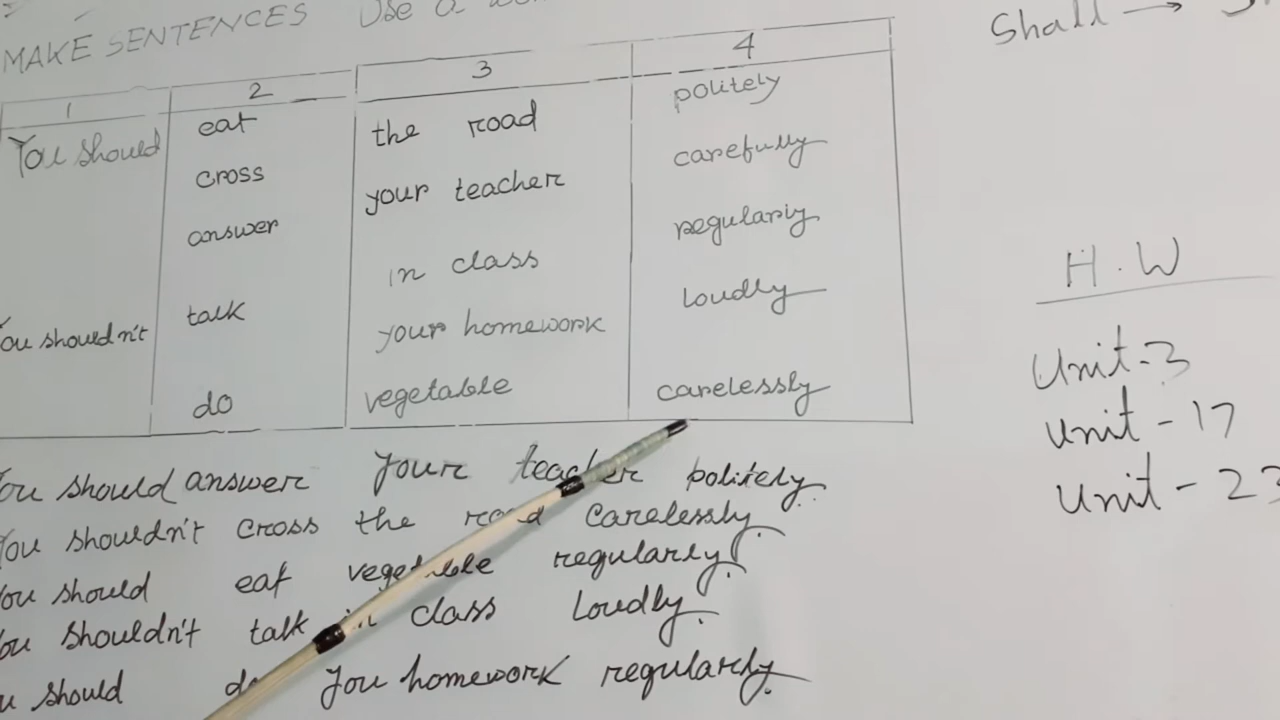 MAKE SENTENCES Use a
Shall →
1 2 3 4
You should eat the road politely
cross your teacher carefully
answer in class regularly
You shouldn't talk your homework loudly
do vegetable carelessly
H.W
Unit-3
Unit-17
Unit-23
You should answer your teacher politely.
You shouldn't cross the road carelessly.
You should eat vegetable regularly.
You shouldn't talk in class loudly.
You should do you homework regularly.